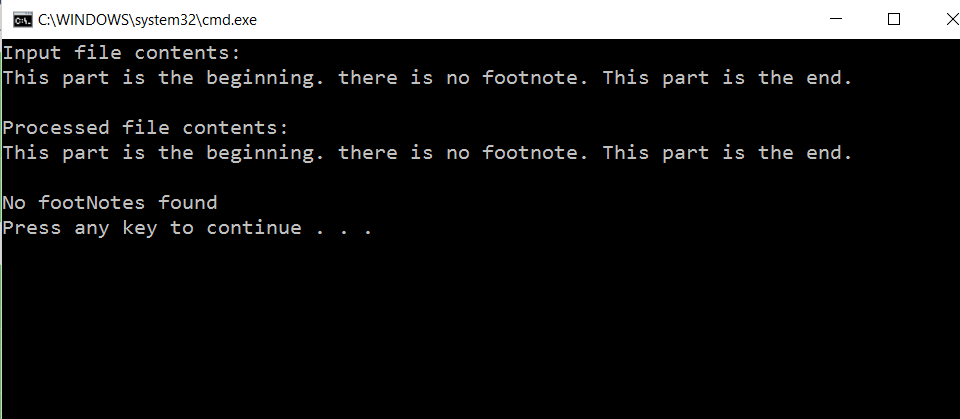 C:\WINDOWS\system32\cmd.exe
Input file contents:
This part is the beginning. there is no footnote. This part is the end.
Processed file contents:
This part is the beginning. there is no footnote. This part is the end.
No footNotes found
Press any key to continue . . .